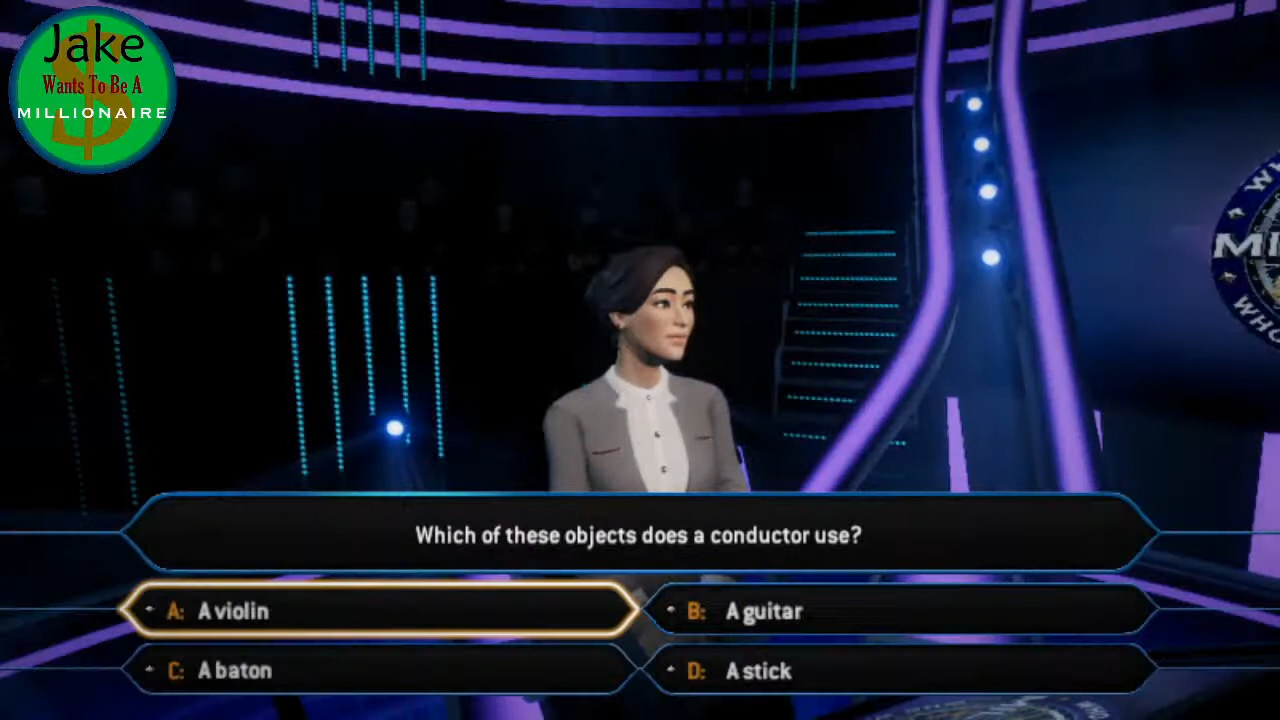 Jake
Wants To Be A
MILLIONAIRE
Which of these objects does a conductor use?
A: A violin
B: A guitar
C: A baton
D: A stick